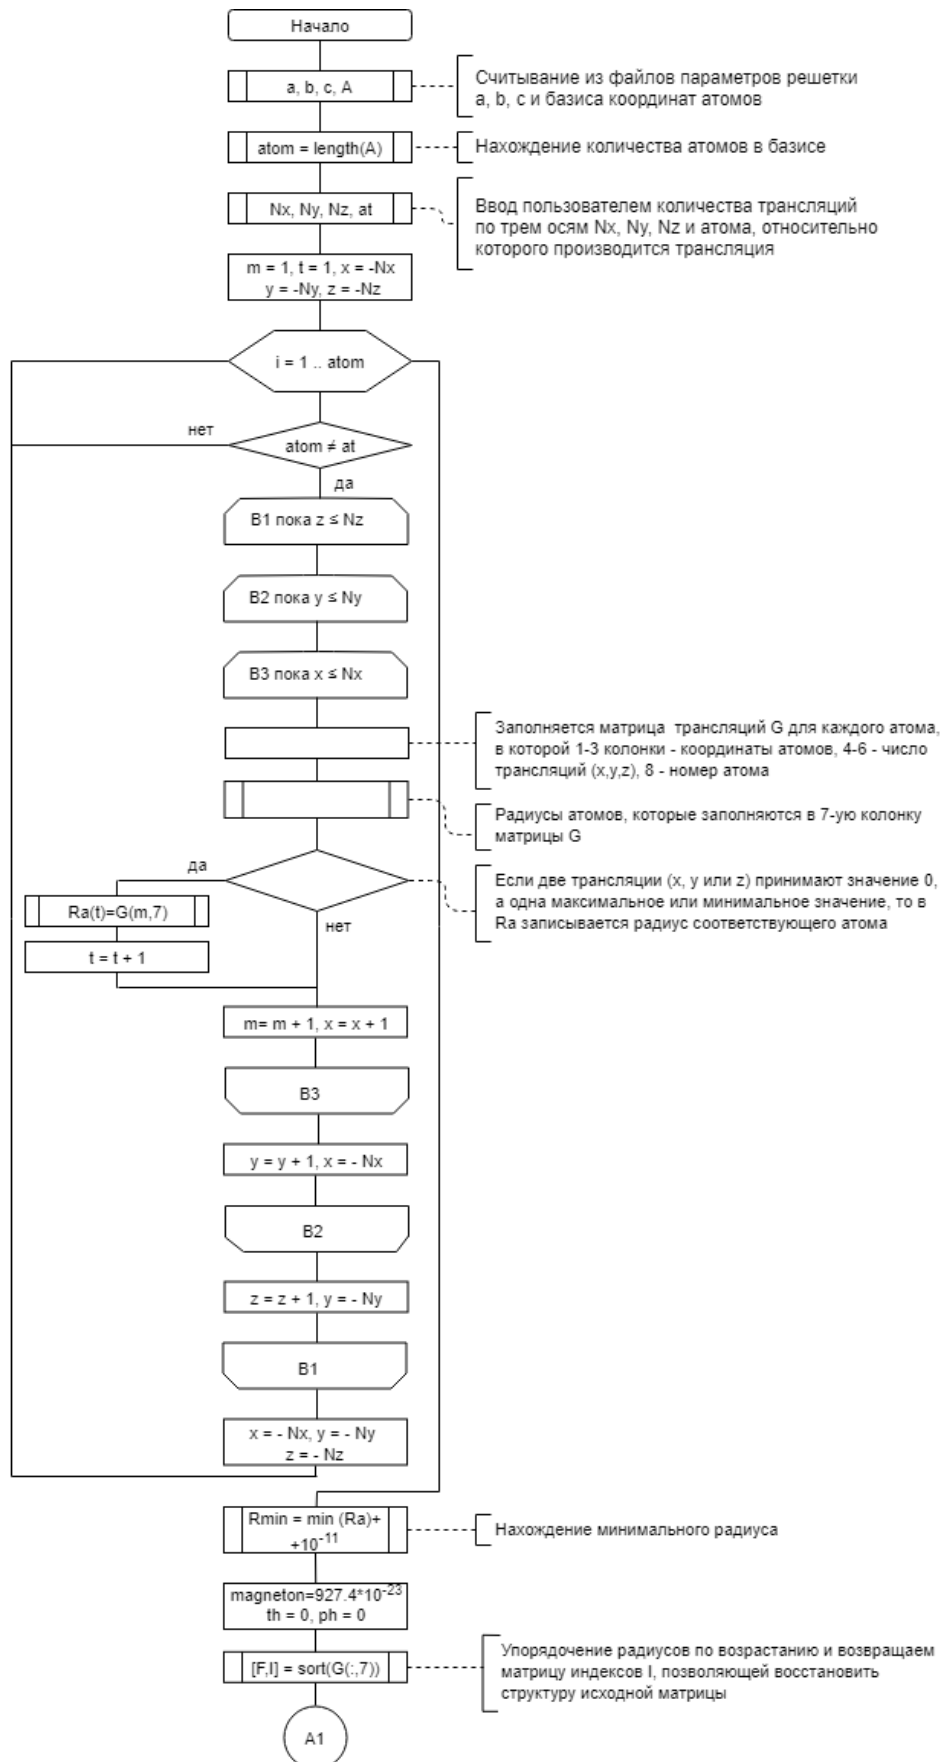 Начало
a, b, c, A
Считывание из файлов параметров решетки
a, b, c и базиса координат атомов
atom = length(A)
Нахождение количества атомов в базисе
Nx, Ny, Nz, at
Ввод пользователем количества трансляций
по трем осям Nx, Ny, Nz и атома, относительно
которого производится трансляция
m = 1, t = 1, x = -Nx
y = -Ny, z = -Nz
i = 1 .. atom
нет
atom ≠ at
да
B1 пока z ≤ Nz
B2 пока y ≤ Ny
B3 пока x ≤ Nx
Заполняется матрица трансляций G для каждого атома,
в которой 1-3 колонки - координаты атомов, 4-6 - число
трансляций (x,y,z), 8 - номер атома
Радиусы атомов, которые заполняются в 7-ую колонку
матрицы G
да
Если две трансляции (x, y или z) принимают значение 0,
а одна максимальное или минимальное значение, то в
Ra записывается радиус соответствующего атома
Ra(t)=G(m,7)
нет
t = t + 1
m= m + 1, x = x + 1
B3
y = y + 1, x = - Nx
B2
z = z + 1, y = - Ny
B1
x = - Nx, y = - Ny
z = - Nz
Rmin = min (Ra)+
+10⁻¹¹
Нахождение минимального радиуса
magneton=927.4*10⁻²³
th = 0, ph = 0
[F,I] = sort(G(:,7))
Упорядочение радиусов по возрастанию и возвращаем
матрицу индексов I, позволяющей восстановить
структуру исходной матрицы
A1